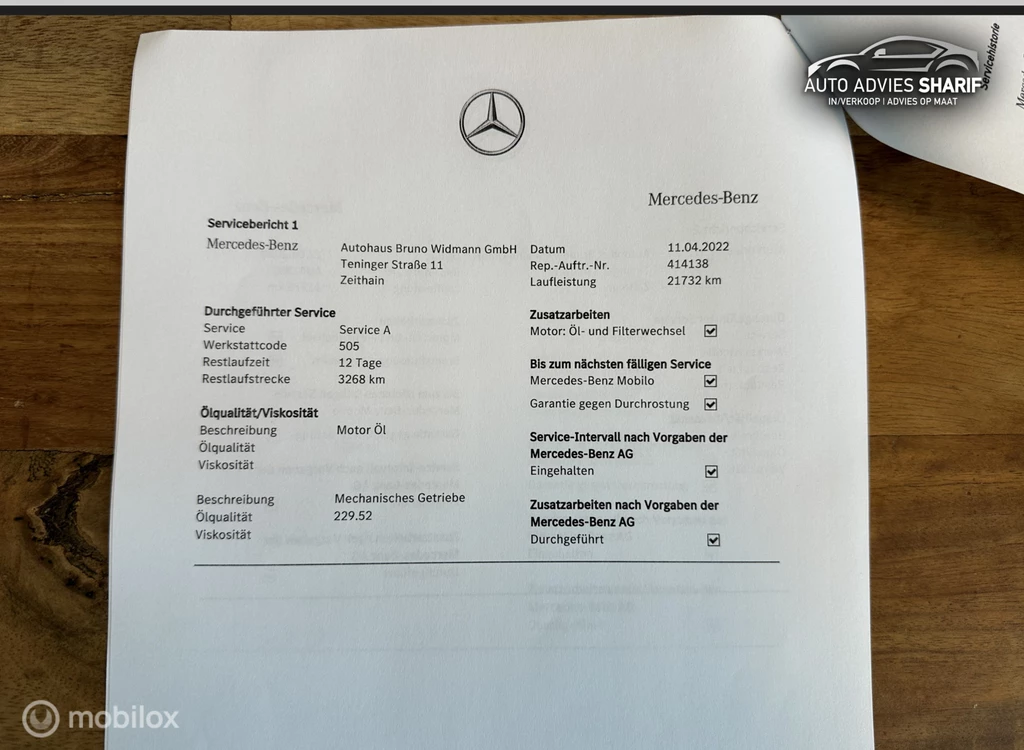 AUTO ADVIES SHARIF
IN/VERKOOP | ADVIES OP MAAT
Servicehistorie
Mercedes-Benz
Servicebericht 1
Mercedes-Benz
Autohaus Bruno Widmann GmbH
Teninger Straße 11
Zeithain
Datum 11.04.2022
Rep.-Auftr.-Nr. 414138
Laufleistung 21732 km
Durchgeführter Service
Service Service A
Werkstattcode 505
Restlaufzeit 12 Tage
Restlaufstrecke 3268 km
Ölqualität/Viskosität
Beschreibung Motor Öl
Ölqualität
Viskosität
Beschreibung Mechanisches Getriebe
Ölqualität 229.52
Viskosität
Zusatzarbeiten
Motor: Öl- und Filterwechsel
Bis zum nächsten fälligen Service
Mercedes-Benz Mobilo
Garantie gegen Durchrostung
Service-Intervall nach Vorgaben der
Mercedes-Benz AG
Eingehalten
Zusatzarbeiten nach Vorgaben der
Mercedes-Benz AG
Durchgeführt
mobilox